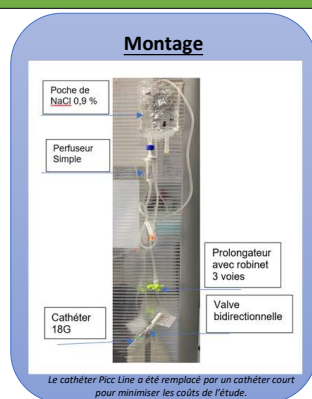 Montage
Poche de
NaCl 0,9 %
Perfuseur
Simple
Prolongateur
avec robinet
3 voies
Valve
bidirectionnelle
Cathéter
18G
Le cathéter Picc Line a été remplacé par un cathéter court
pour minimiser les coûts de l'étude.